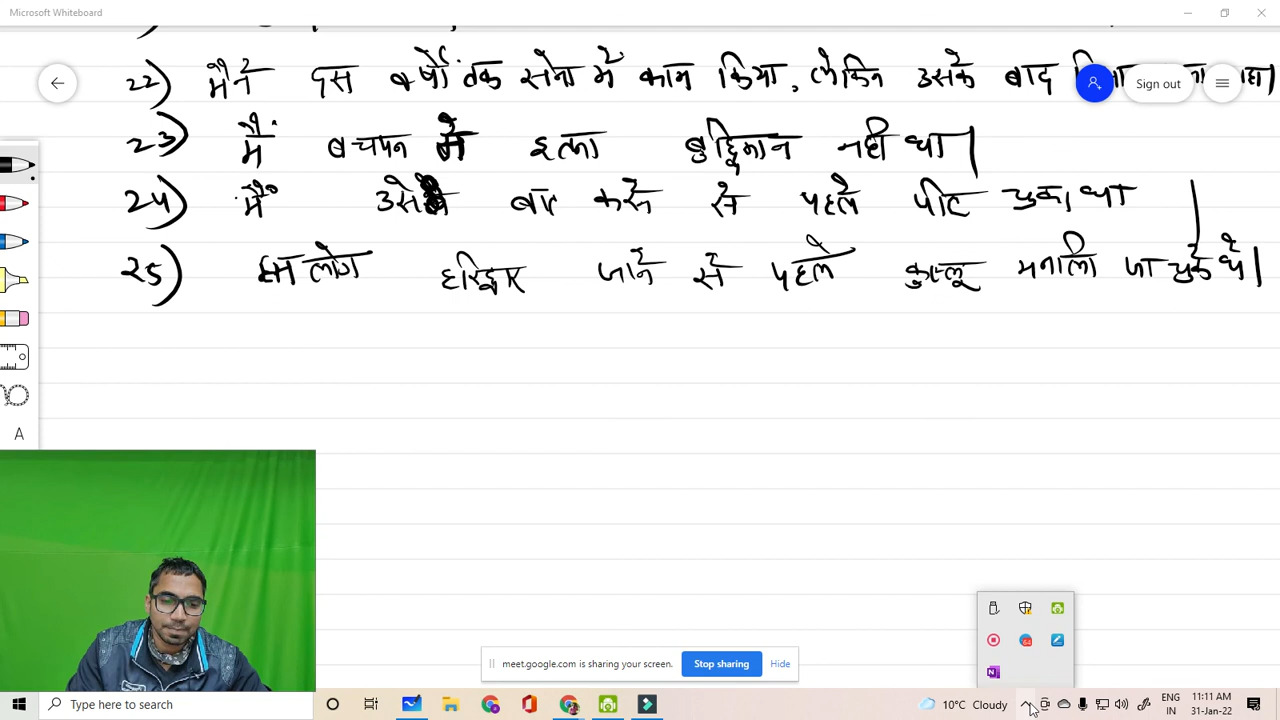 Microsoft Whiteboard
22) मैने दस बर्षो तक सेना में काम किया, लेकिन उसके बाद
Sign out
23) मैं बचपन में इतना बुद्धिमान नहीं था|
24) मैं उसे बाद करने से पहले पीट चुका था|
25) हम लोग हरिद्वार जाने से पहले कुल्लू मनाली जा चुके थे|
A
64
N
meet.google.com is sharing your screen. Stop sharing Hide
Type here to search
10°C Cloudy
ENG
IN
11:11 AM
31-Jan-22